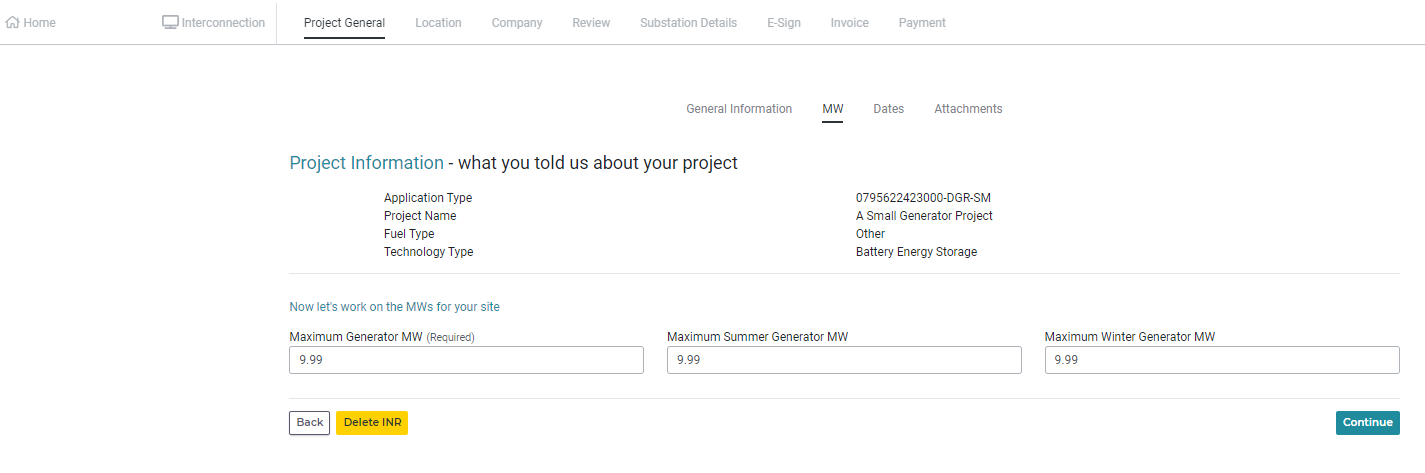 Home Interconnection Project General Location Company Review Substation Details E-Sign Invoice Payment
General Information MW Dates Attachments
Project Information - what you told us about your project
Application Type 0795622423000-DGR-SM
Project Name A Small Generator Project
Fuel Type Other
Technology Type Battery Energy Storage
Now let's work on the MWs for your site
Maximum Generator MW (Required) Maximum Summer Generator MW Maximum Winter Generator MW
9.99 9.99 9.99
Back Delete INR Continue